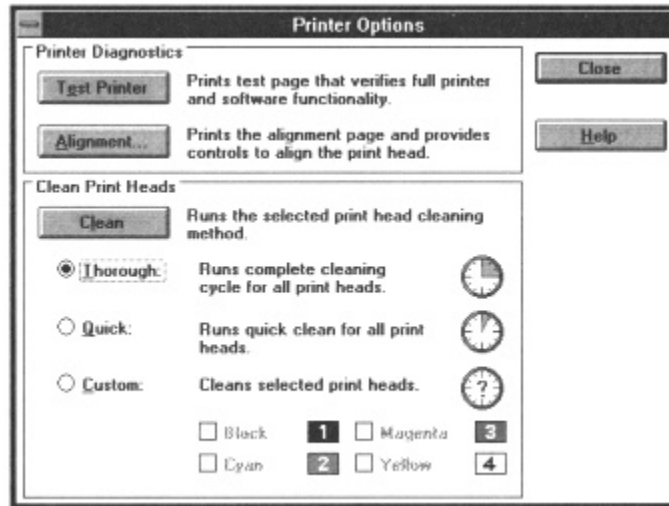 Printer Options
Printer Diagnostics
Test Printer
Prints test page that verifies full printer
and software functionality.
Close
Alignment...
Prints the alignment page and provides
controls to align the print head.
Help
Clean Print Heads
Clean
Runs the selected print head cleaning
method.
Thorough:
Runs complete cleaning
cycle for all print heads.
Quick:
Runs quick clean for all print
heads.
Custom:
Cleans selected print heads.
?
Black 1 Magenta 3
Cyan 2 Yellow 4